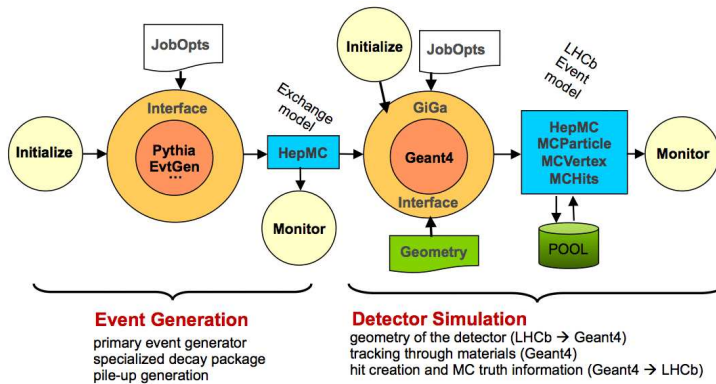 JobOpts
Interface
Pythia
EvtGen
...
Initialize
Exchange
model
HepMC
Monitor
Initialize
JobOpts
GiGa
Geant4
Interface
Geometry
LHCb
Event
model
HepMC
MCParticle
MCVertex
MCHits
Monitor
POOL
Event Generation
primary event generator
specialized decay package
pile-up generation
Detector Simulation
geometry of the detector (LHCb → Geant4)
tracking through materials (Geant4)
hit creation and MC truth information (Geant4 → LHCb)